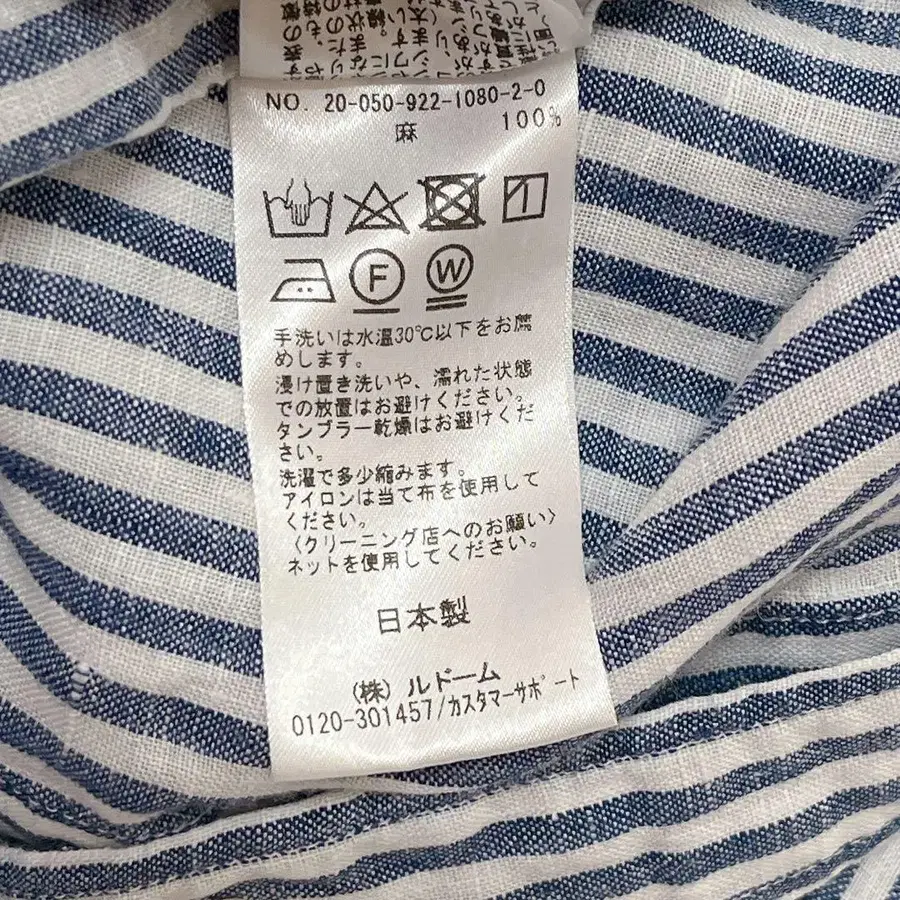 NO. 20-050-922-1080-2-0
麻 100%
F W
手洗いは水温30℃以下をお薦
めします。
浸け置き洗いや、濡れた状態
での放置はお避けください。
タンブラー乾燥はお避けくだ
さい。
洗濯で多少縮みます。
アイロンは当て布を使用して
ください。
〈クリーニング店へのお願い〉
ネットを使用してください。
日本製
(株) ルドーム
0120-301457/カスタマーサポート